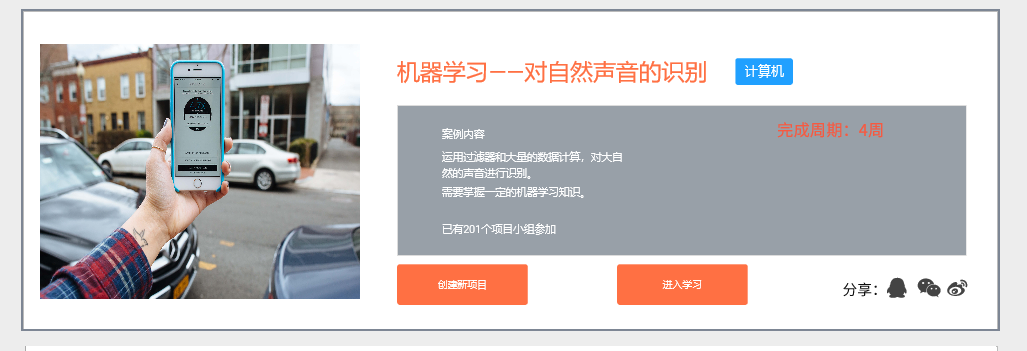 机器学习——对自然声音的识别
计算机
案例内容
完成周期：4周
运用过滤器和大量的数据计算，对大自
然的声音进行识别。
需要掌握一定的机器学习知识。
已有201个项目小组参加
创建新项目
进入学习
分享：